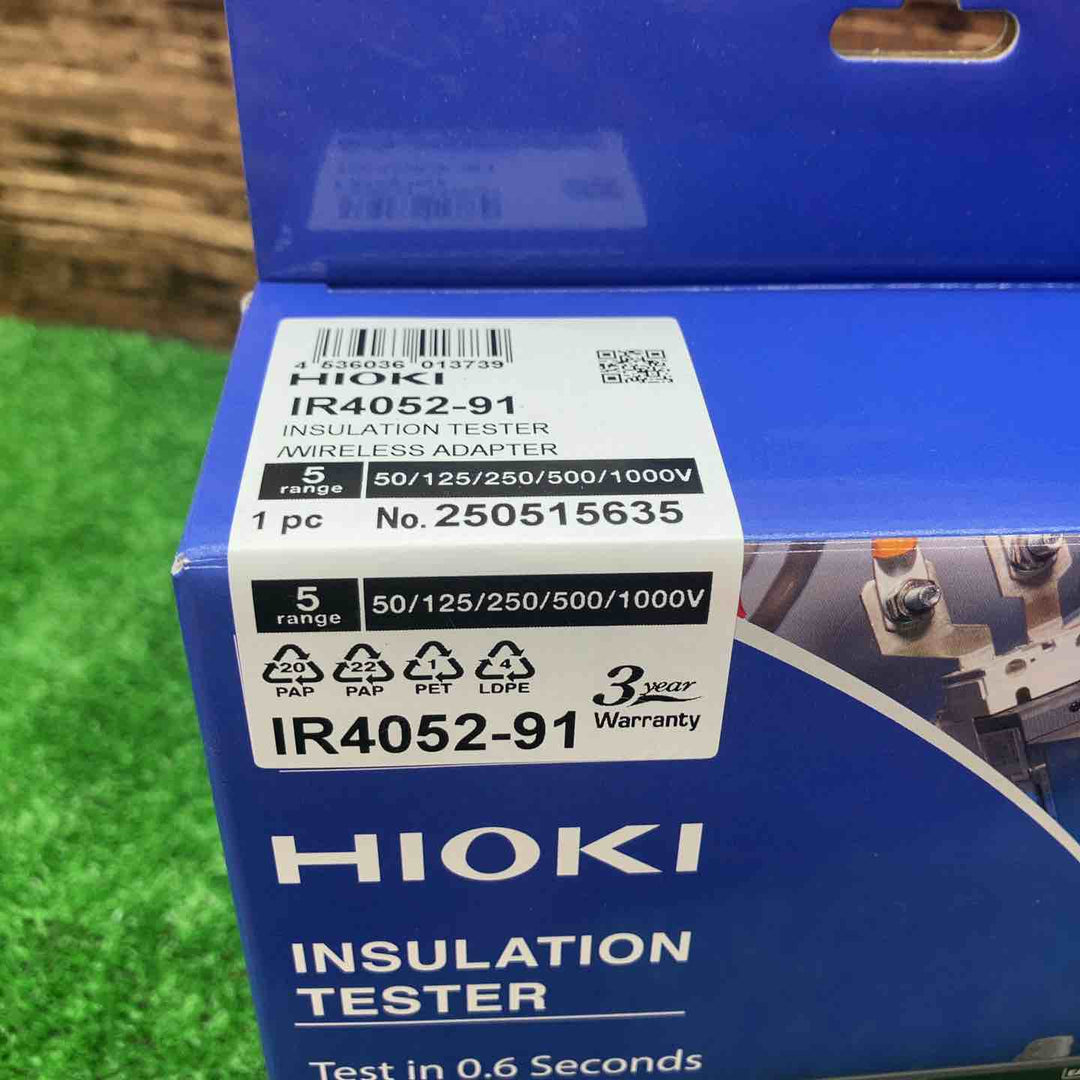 4 536036 013739
HIOKI
IR4052-91
INSULATION TESTER
/WIRELESS ADAPTER
5 range 50/125/250/500/1000V
1 pc No. 250515635
5 range 50/125/250/500/1000V
20 PAP 22 PAP 1 PET 4 LDPE
3 year Warranty
IR4052-91
HIOKI
INSULATION
TESTER
Test in 0.6 Seconds